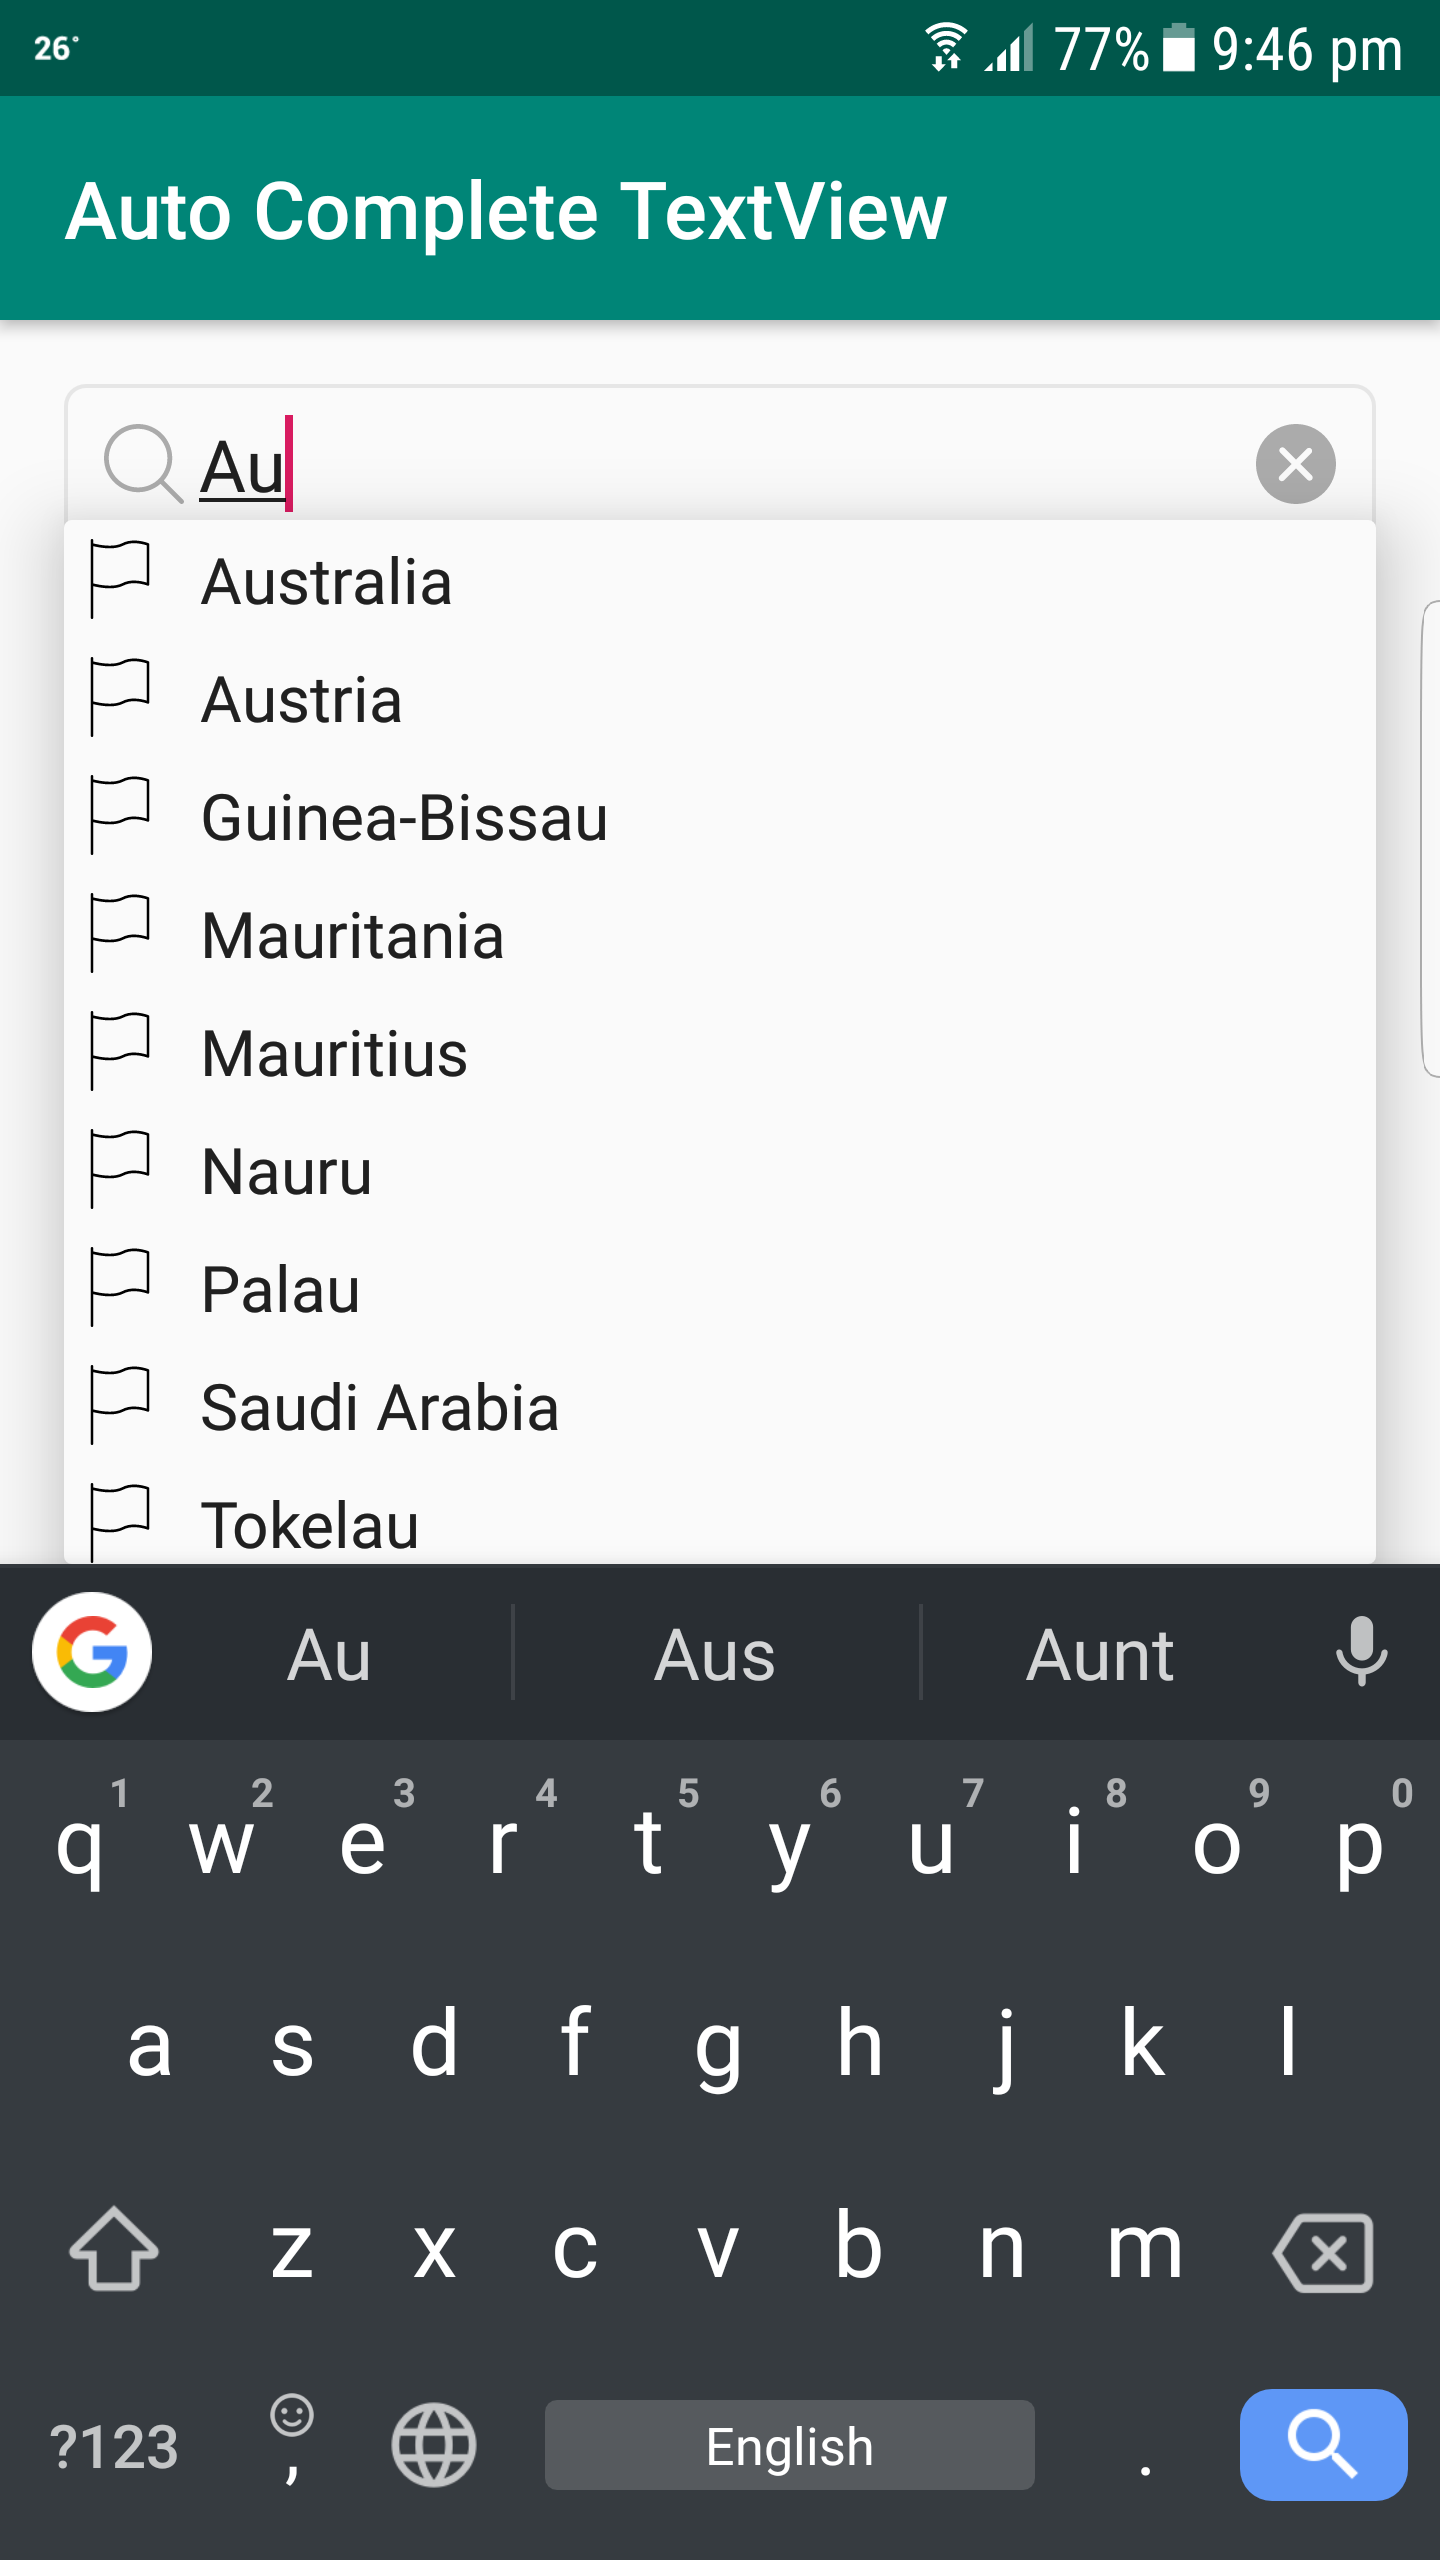 26°
77% 9:46 pm
Auto Complete TextView
Au
Australia
Austria
Guinea-Bissau
Mauritania
Mauritius
Nauru
Palau
Saudi Arabia
Tokelau
Au Aus Aunt
1 2 3 4 5 6 7 8 9 0
q w e r t y u i o p
a s d f g h j k l
z x c v b n m
?123 , English .